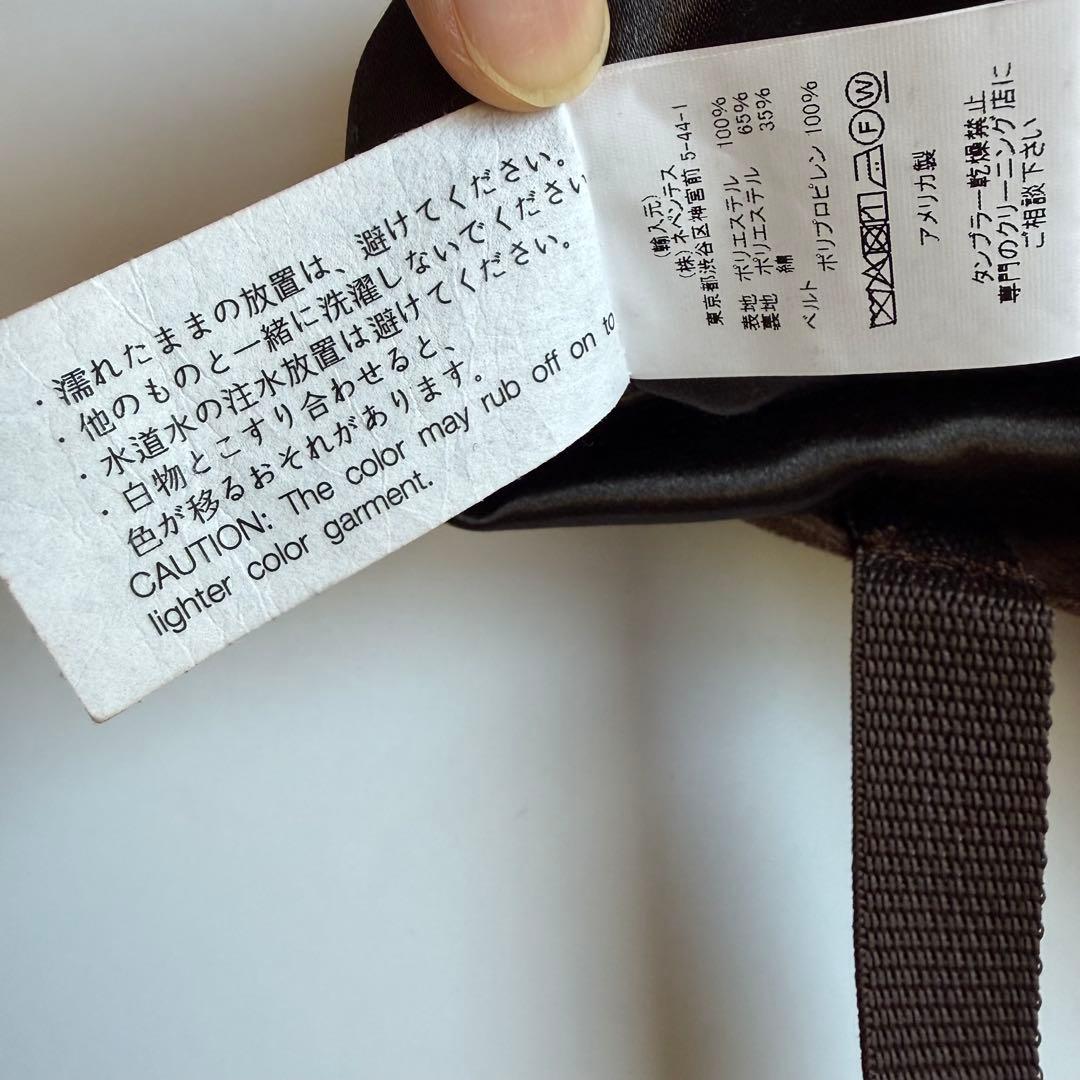 ・濡れたままの放置は、避けてください。
・他のものと一緒に洗濯しないでください
・水道水の注水放置は避けてください。
・白物とこすり合わせると、
色が移るおそれがあります。
CAUTION: The color may rub off on to
lighter color garment.
(輸入元)
(株)ネペンテス
東京都渋谷区神宮前 5-44-1
表地 ポリエステル 100%
裏地 ポリエステル 65%
綿 35%
ベルト ポリプロピレン 100%
F W
アメリカ製
タンブラー乾燥禁止
専門のクリーニング店に
ご相談下さい